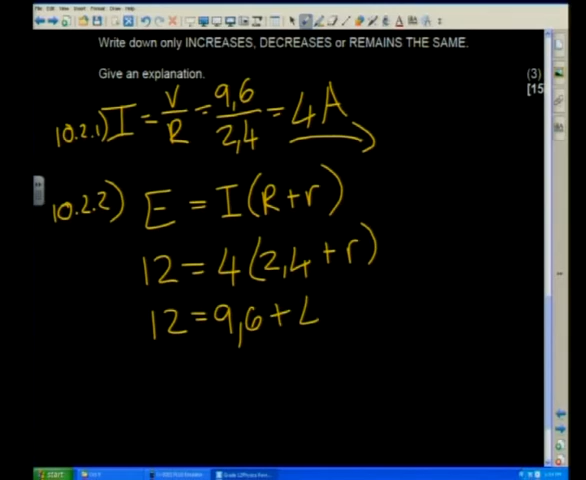 Write down only INCREASES, DECREASES or REMAINS THE SAME.
Give an explanation.
(3)
[15
10.2.1) I = V/R = 9,6/2,4 = 4A
10.2.2) E = I(R+r)
12 = 4(2,4 + r)
12 = 9,6 + L
start